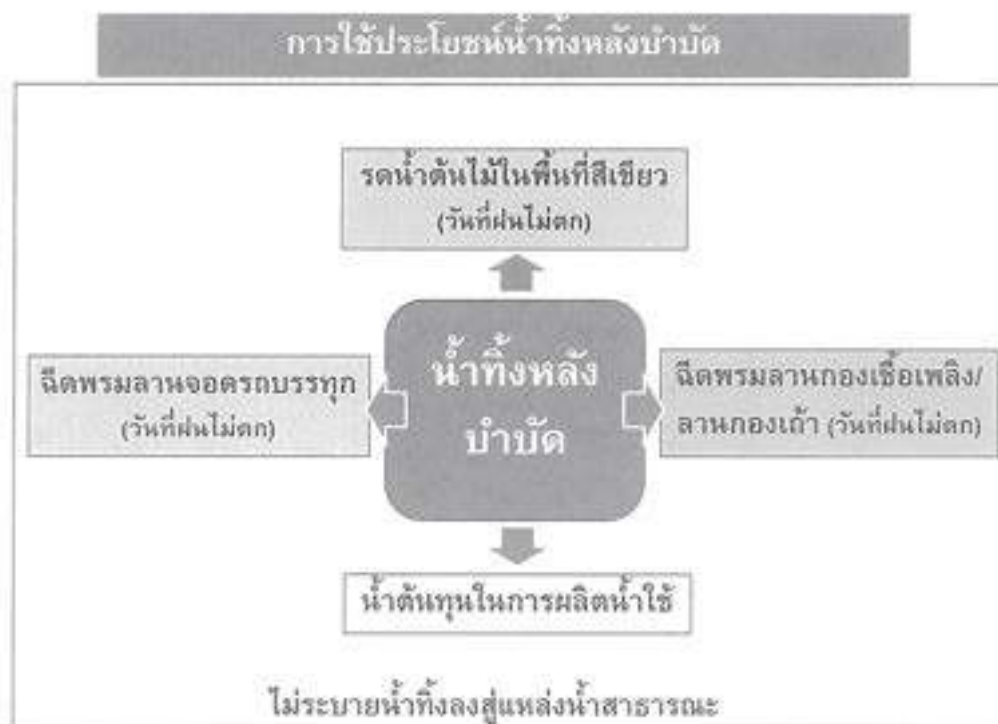 การใช้ประโยชน์น้ำทิ้งหลังบำบัด
รดน้ำต้นไม้ในพื้นที่สีเขียว
(วันที่ฝนไม่ตก)
น้ำทิ้งหลัง
บำบัด
ฉีดพรมลานจอดรถบรรทุก
(วันที่ฝนไม่ตก)
ฉีดพรมลานกองเชื้อเพลิง/
ลานกองเถ้า (วันที่ฝนไม่ตก)
น้ำต้นทุนในการผลิตน้ำใช้
ไม่ระบายน้ำทิ้งลงสู่แหล่งน้ำสาธารณะ